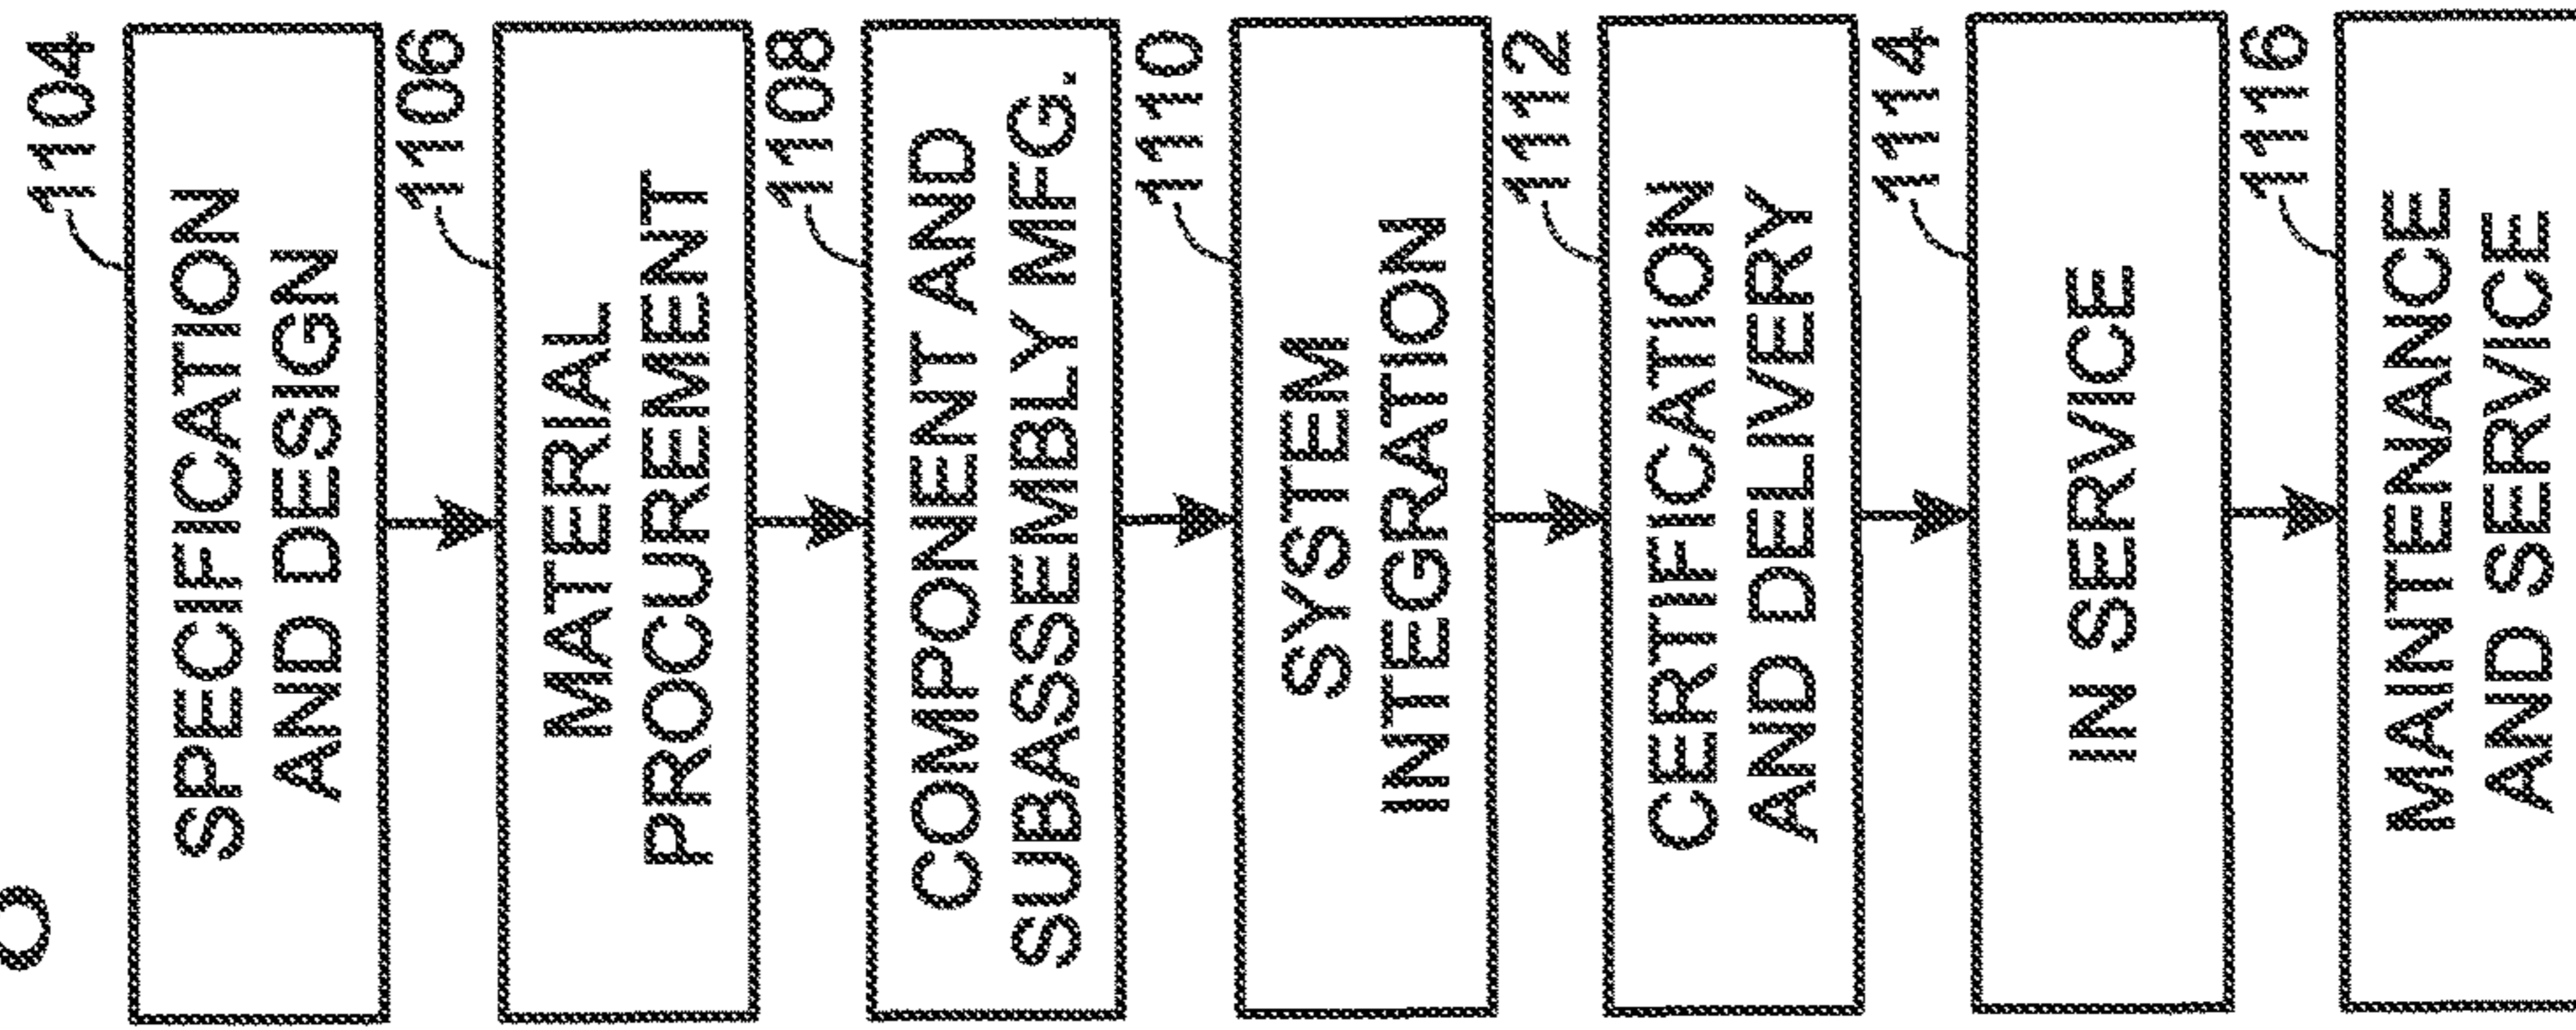 1104
SPECIFICATION
AND DESIGN
1106
MATERIAL
PROCUREMENT
1108
COMPONENT AND
SUBASSEMBLY MFG.
1110
SYSTEM
INTEGRATION
1112
CERTIFICATION
AND DELIVERY
1114
IN SERVICE
1116
MAINTENANCE
AND SERVICE